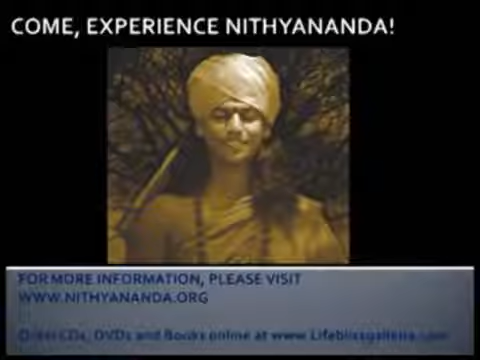 COME, EXPERIENCE NITHYANANDA!
FOR MORE INFORMATION, PLEASE VISIT
WWW.NITHYANANDA.ORG
Order CDs, DVDs and Books online at www.Lifeblissgalleria.com